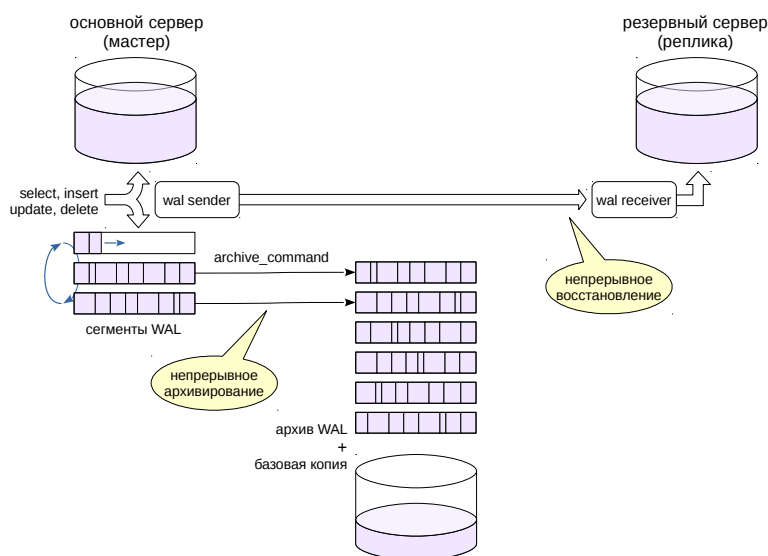 основной сервер
(мастер)
резервный сервер
(реплика)
select, insert
update, delete
wal sender
wal receiver
archive_command
непрерывное
восстановление
сегменты WAL
непрерывное
архивирование
архив WAL
+
базовая копия